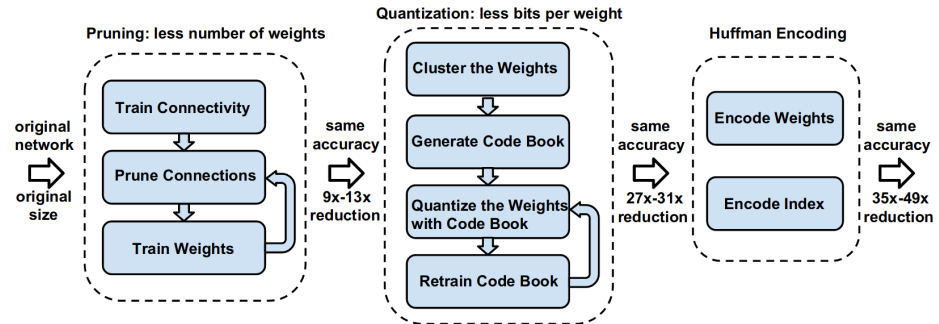 Pruning: less number of weights
Train Connectivity
Prune Connections
Train Weights
original
network
original
size
same
accuracy
9x-13x
reduction
Quantization: less bits per weight
Cluster the Weights
Generate Code Book
Quantize the Weights
with Code Book
Retrain Code Book
same
accuracy
27x-31x
reduction
Huffman Encoding
Encode Weights
Encode Index
same
accuracy
35x-49x
reduction